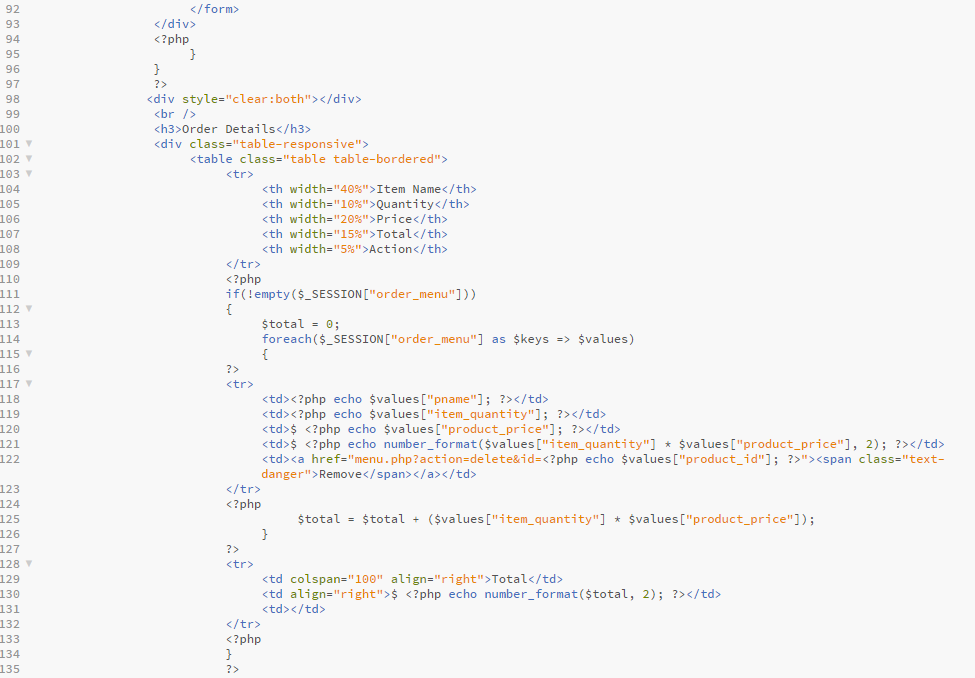 92 </form>
93 </div>
94 <?php
95 }
96 }
97 ?>
98 <div style="clear:both"></div>
99 <br />
100 <h3>Order Details</h3>
101 <div class="table-responsive">
102 <table class="table table-bordered">
103 <tr>
104 <th width="40%">Item Name</th>
105 <th width="10%">Quantity</th>
106 <th width="20%">Price</th>
107 <th width="15%">Total</th>
108 <th width="5%">Action</th>
109 </tr>
110 <?php
111 if(!empty($_SESSION["order_menu"]))
112 {
113 $total = 0;
114 foreach($_SESSION["order_menu"] as $keys => $values)
115 {
116 ?>
117 <tr>
118 <td><?php echo $values["pname"]; ?></td>
119 <td><?php echo $values["item_quantity"]; ?></td>
120 <td>$ <?php echo $values["product_price"]; ?></td>
121 <td>$ <?php echo number_format($values["item_quantity"] * $values["product_price"], 2); ?></td>
122 <td><a href="menu.php?action=delete&id=<?php echo $values["product_id"]; ?>"><span class="text-
danger">Remove</span></a></td>
123 </tr>
124 <?php
125 $total = $total + ($values["item_quantity"] * $values["product_price"]);
126 }
127 ?>
128 <tr>
129 <td colspan="100" align="right">Total</td>
130 <td align="right">$ <?php echo number_format($total, 2); ?></td>
131 <td></td>
132 </tr>
133 <?php
134 }
135 ?>